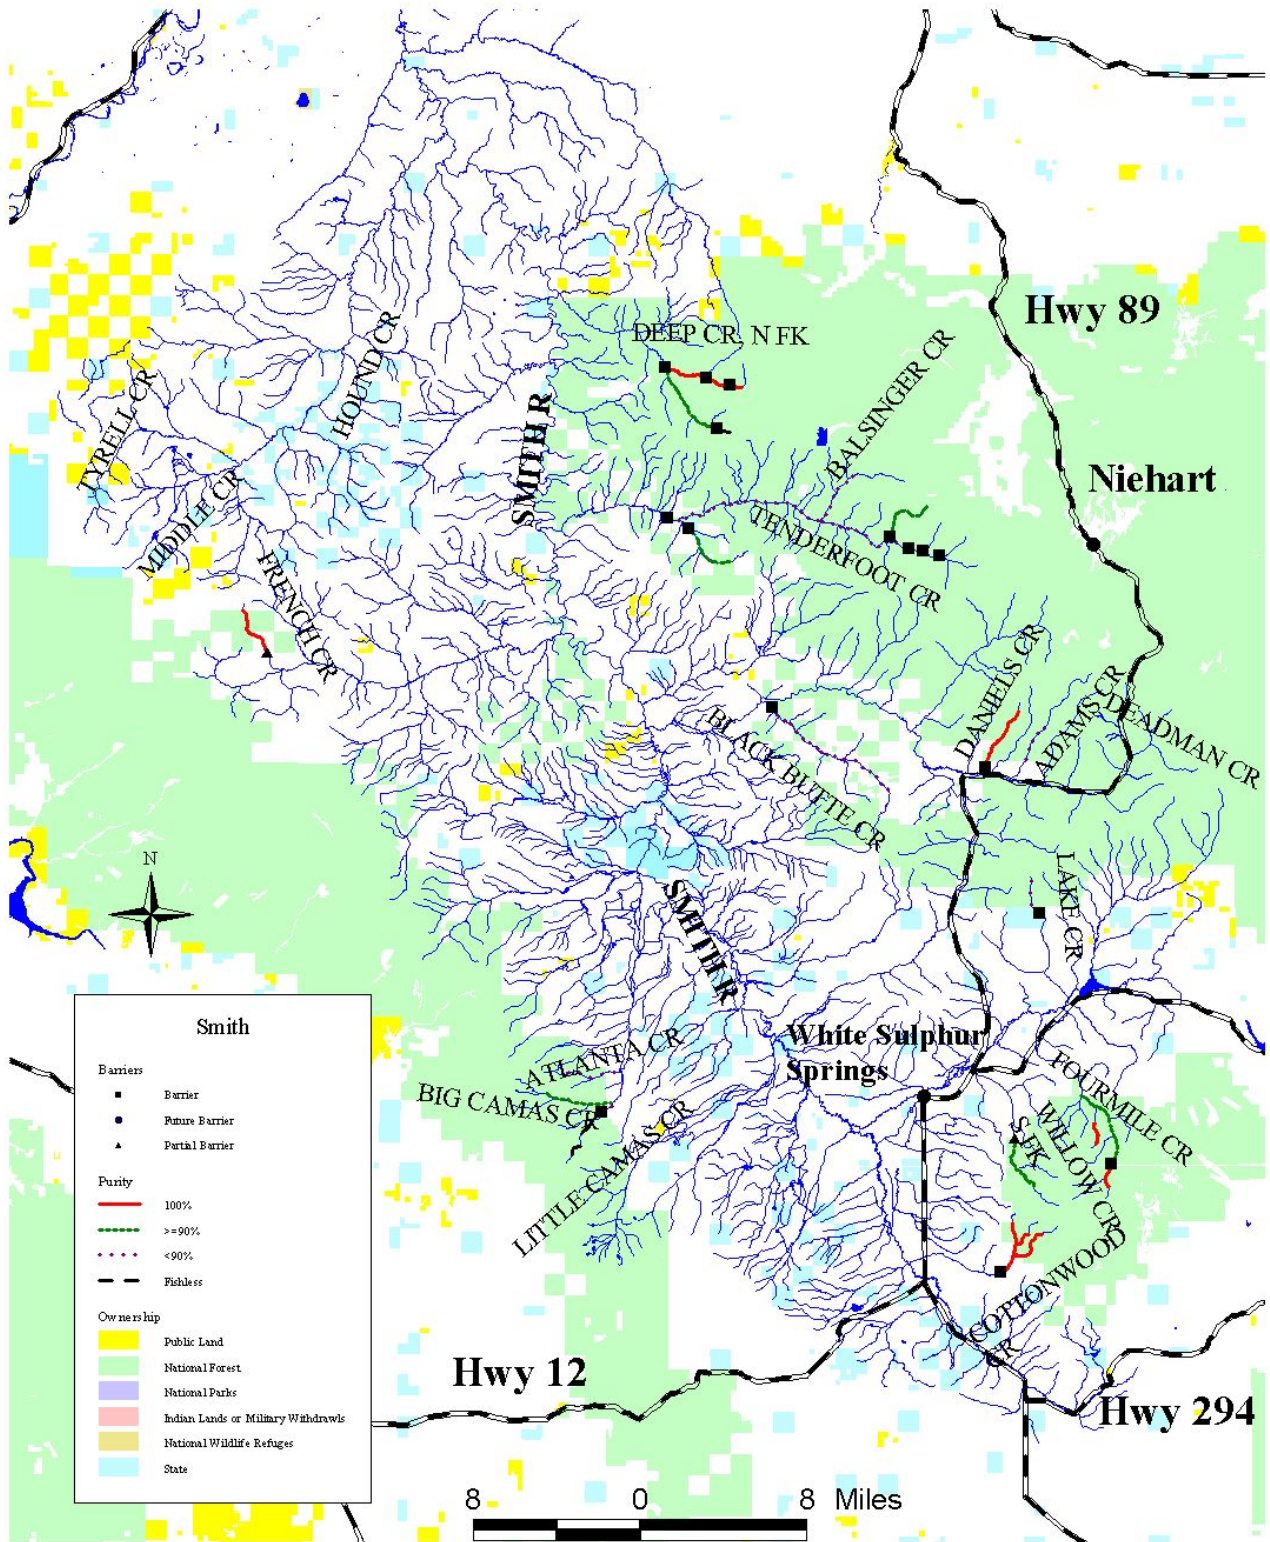 Hwy 89
DEEP CR, N FK
BALSINGER CR
HOUND CR
TYRELL CR
SMITH R
Niehart
MIDDLE CR
TENDERFOOT CR
FRENCH CR
DANIELS CR
ADAMS CR
DEADMAN CR
BLACK BUTTE CR
N
LAKE CR
SMITH R
White Sulphur
Springs
ATLANTA CR
BIG CAMAS CR
LITTLE CAMAS CR
FOURMILE CR
WILLOW CR
S FK
COTTONWOOD
CR
Hwy 12
Hwy 294
Smith
Barriers
Barrier
Future Barrier
Partial Barrier
Purity
100%
>=90%
<90%
Fishless
Ownership
Public Land
National Forest
National Parks
Indian Lands or Military Withdrawls
National Wildlife Refuges
State
8 0 8 Miles